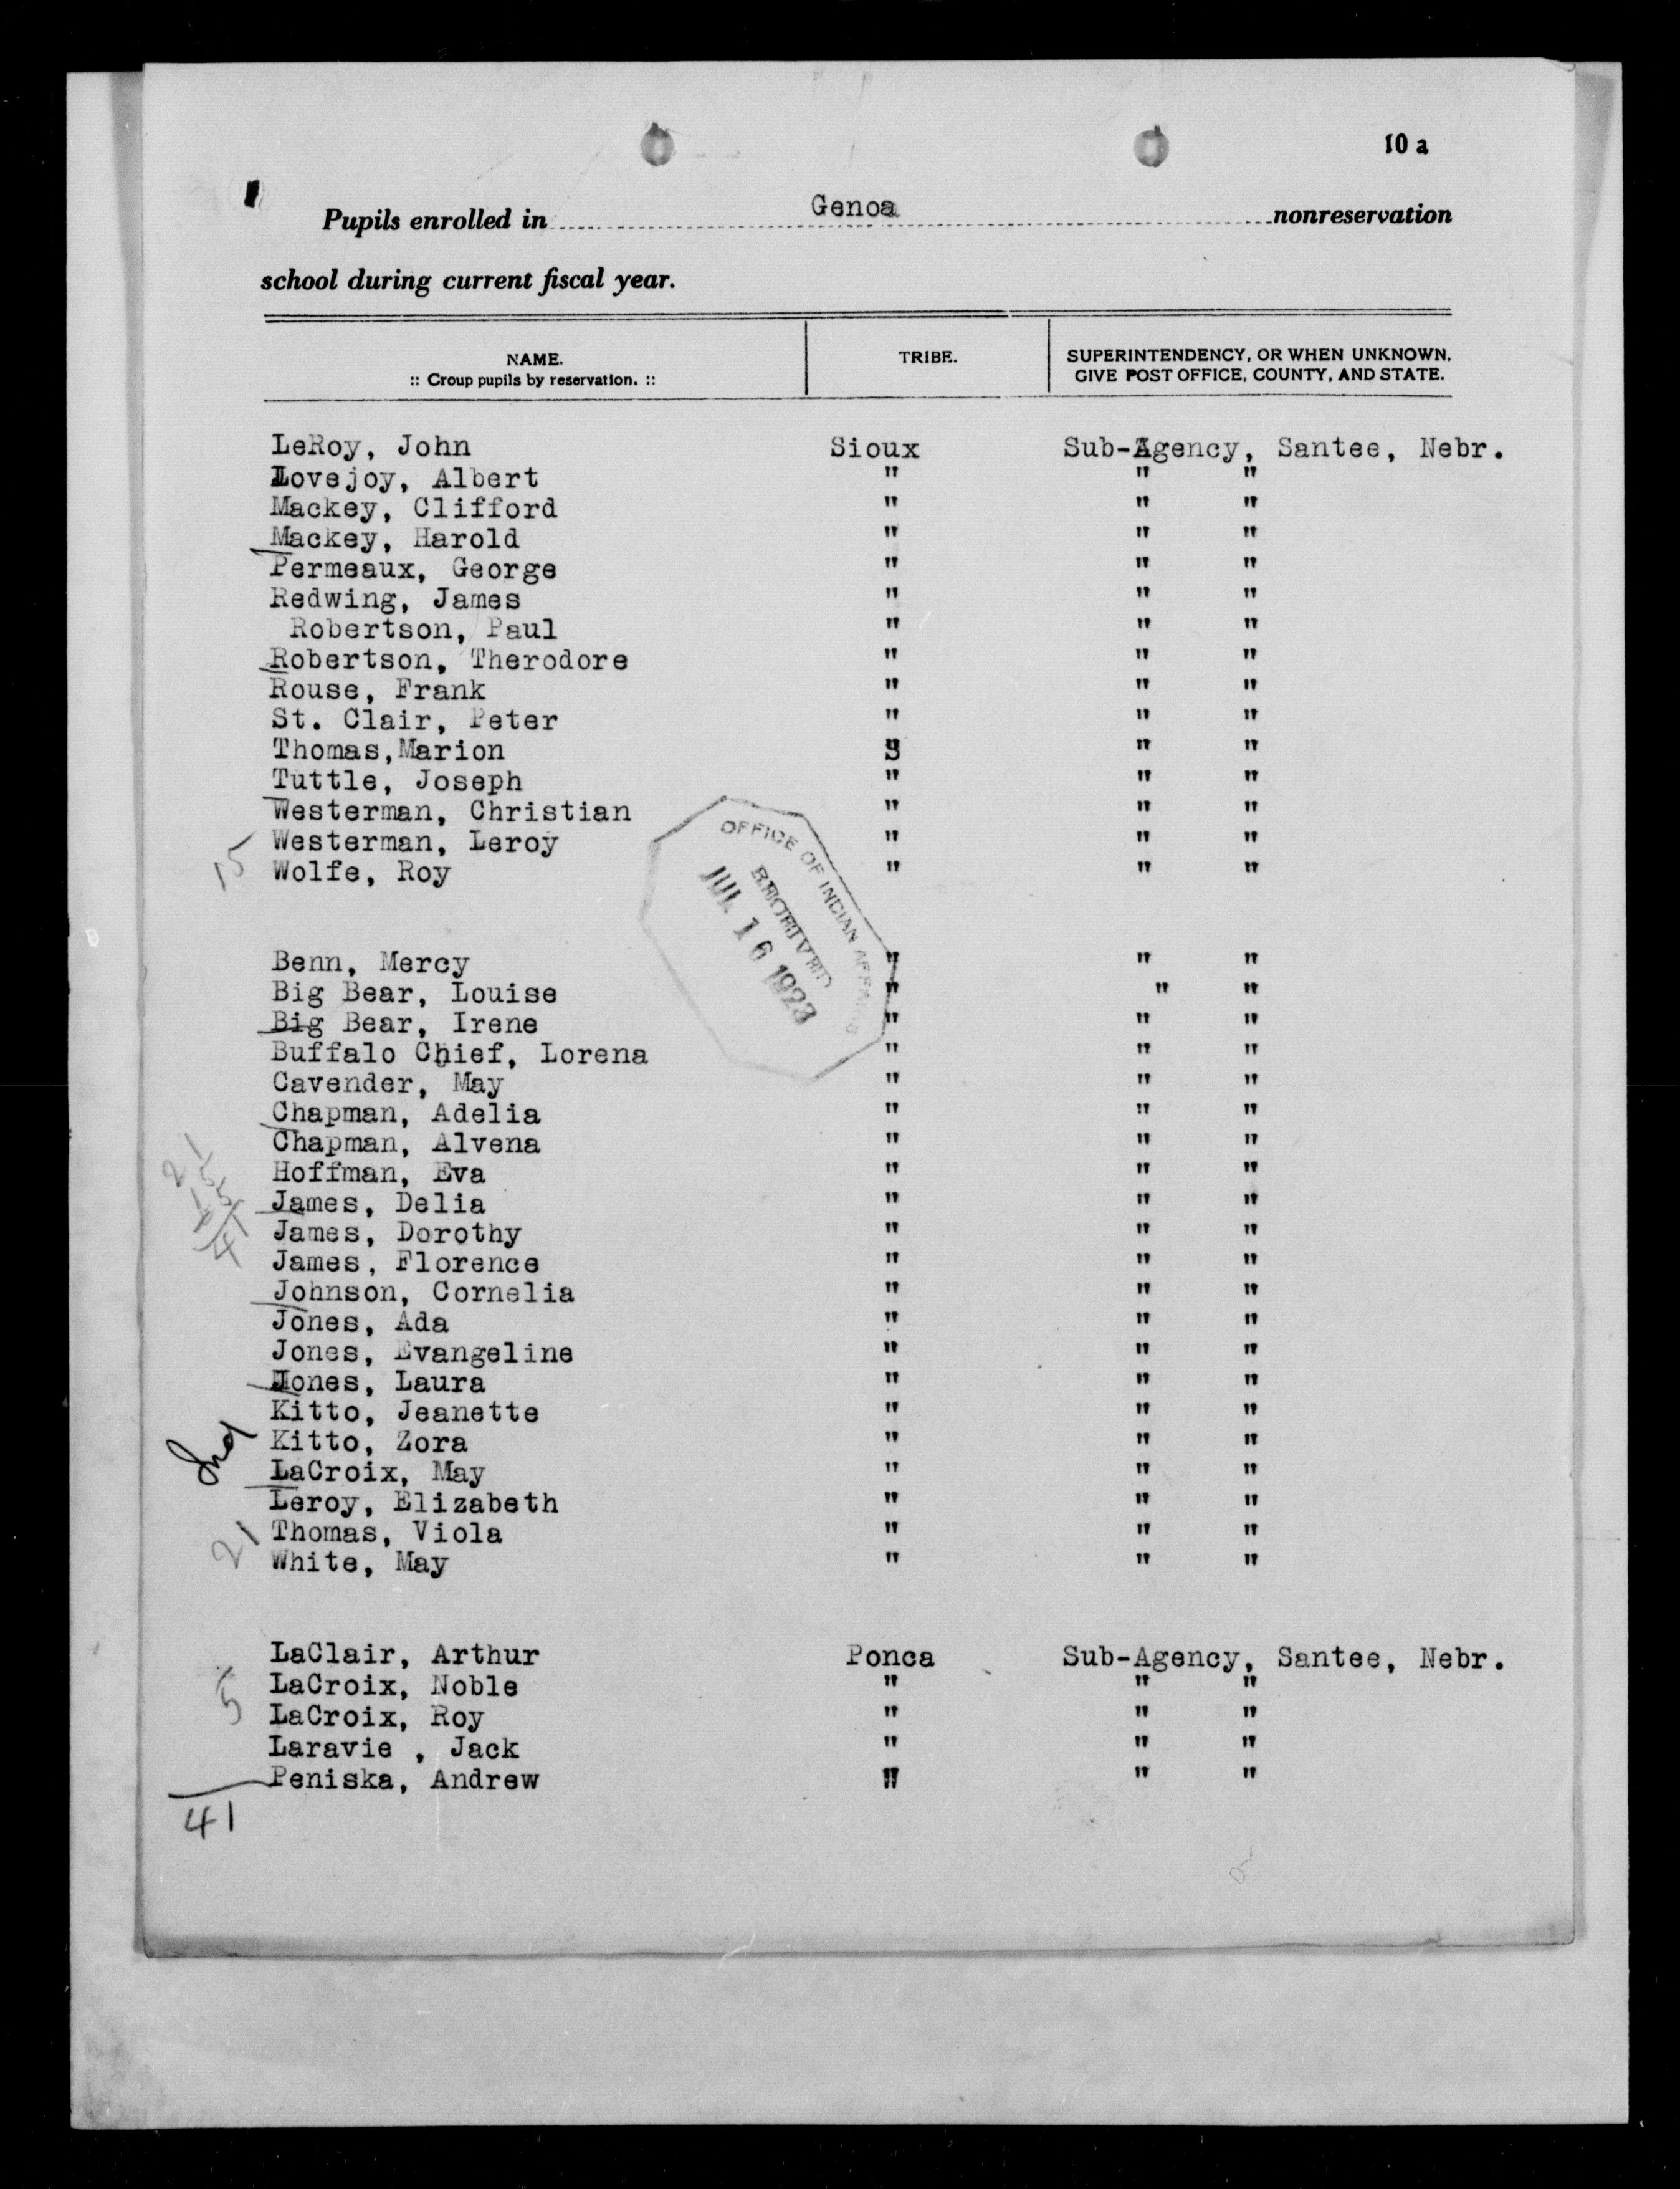 10 a
Pupils enrolled in Genoa nonreservation
school during current fiscal year.
NAME. TRIBE. SUPERINTENDENCY, OR WHEN UNKNOWN,
:: Group pupils by reservation. :: GIVE POST OFFICE, COUNTY, AND STATE.
LeRoy, John Sioux Sub-Agency, Santee, Nebr.
Lovejoy, Albert " " "
Mackey, Clifford " " "
Mackey, Harold " " "
Permeaux, George " " "
Redwing, James " " "
Robertson, Paul " " "
Robertson, Therodore " " "
Rouse, Frank " " "
St. Clair, Peter " " "
Thomas,Marion " " "
Tuttle, Joseph " " "
Westerman, Christian " " "
Westerman, Leroy " " "
15 Wolfe, Roy " " "
OFFICE OF INDIAN AFFAIRS
RECEIVED
JUL 16 1923
Benn, Mercy " " "
Big Bear, Louise " " "
Big Bear, Irene " " "
Buffalo Chief, Lorena " " "
Cavender, May " " "
Chapman, Adelia " " "
Chapman, Alvena " " "
21 Hoffman, Eva " " "
15 James, Delia " " "
5 James, Dorothy " " "
41 James, Florence " " "
Johnson, Cornelia " " "
Jones, Ada " " "
Jones, Evangeline " " "
Jones, Laura " " "
Kitto, Jeanette " " "
Kitto, Zora " " "
LaCroix, May " " "
Leroy, Elizabeth " " "
Thomas, Viola " " "
21 White, May " " "
LaClair, Arthur Ponca Sub-Agency, Santee, Nebr.
LaCroix, Noble " " "
5 LaCroix, Roy " " "
Laravie , Jack " " "
Peniska, Andrew " " "
41